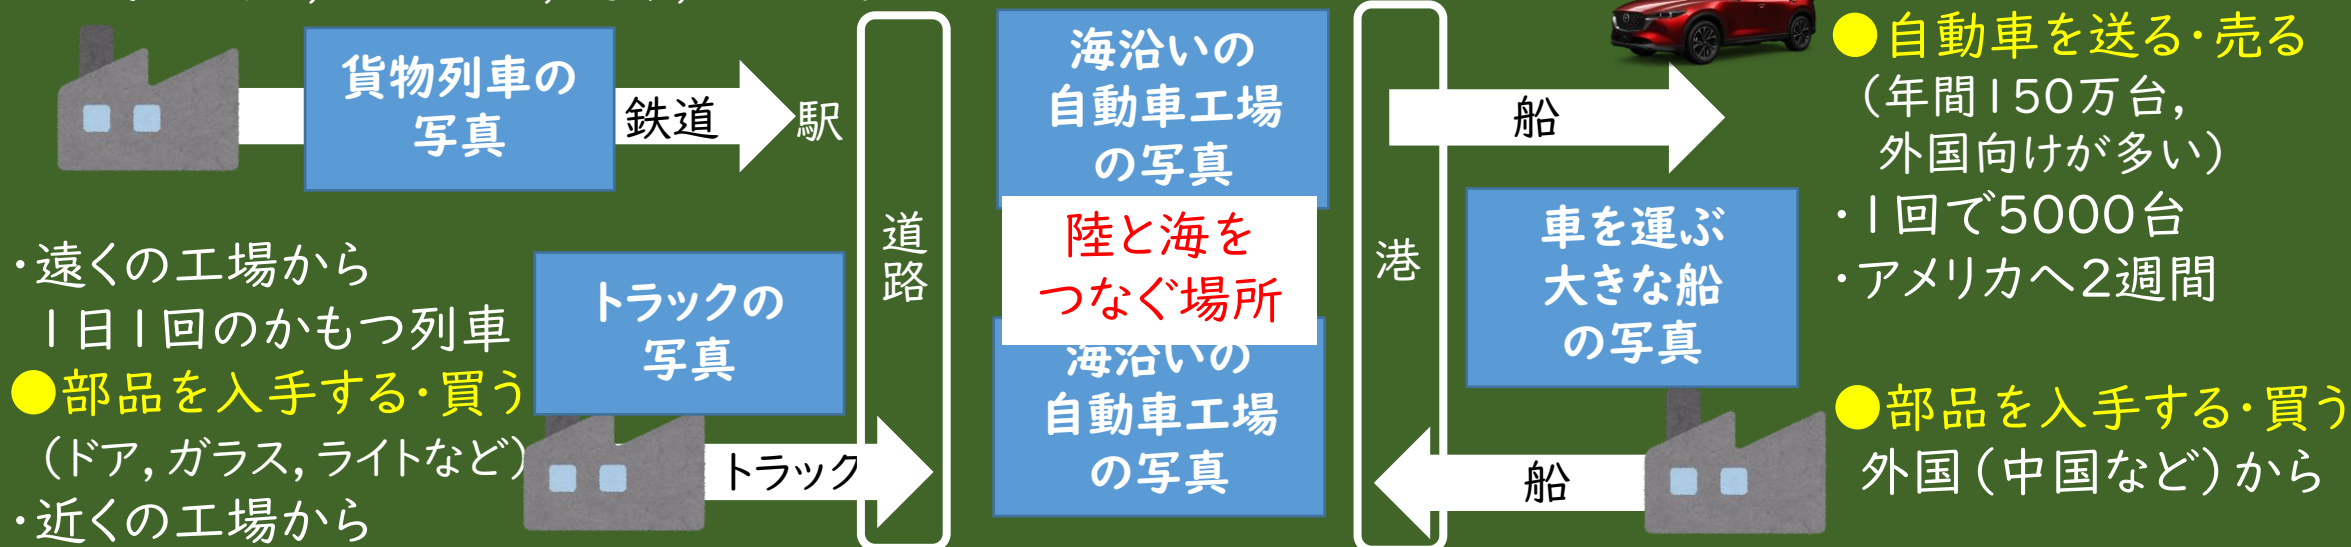 貨物列車の
写真
鉄道
駅
・遠くの工場から
1日1回のかもつ列車
●部品を入手する・買う
(ドア,ガラス,ライトなど)
・近くの工場から
トラックの
写真
トラック
道路
海沿いの
自動車工場
の写真
陸と海を
つなぐ場所
海沿いの
自動車工場
の写真
港
船
車を運ぶ
大きな船
の写真
船
●自動車を送る・売る
(年間150万台,
外国向けが多い)
・1回で5000台
・アメリカへ2週間
●部品を入手する・買う
外国(中国など)から